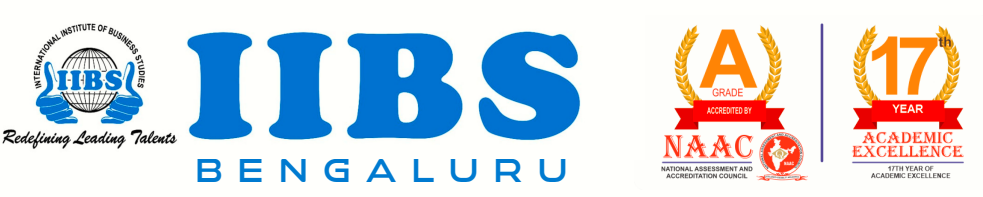 INTERNATIONAL INSTITUTE OF BUSINESS STUDIES
IIBS
Redefining Leading Talents
IIBS
BENGALURU
A
GRADE
ACCREDITED BY
NAAC
NATIONAL ASSESSMENT AND
ACCREDITATION COUNCIL
17th
YEAR
ACADEMIC
EXCELLENCE
17TH YEAR OF
ACADEMIC EXCELLENCE